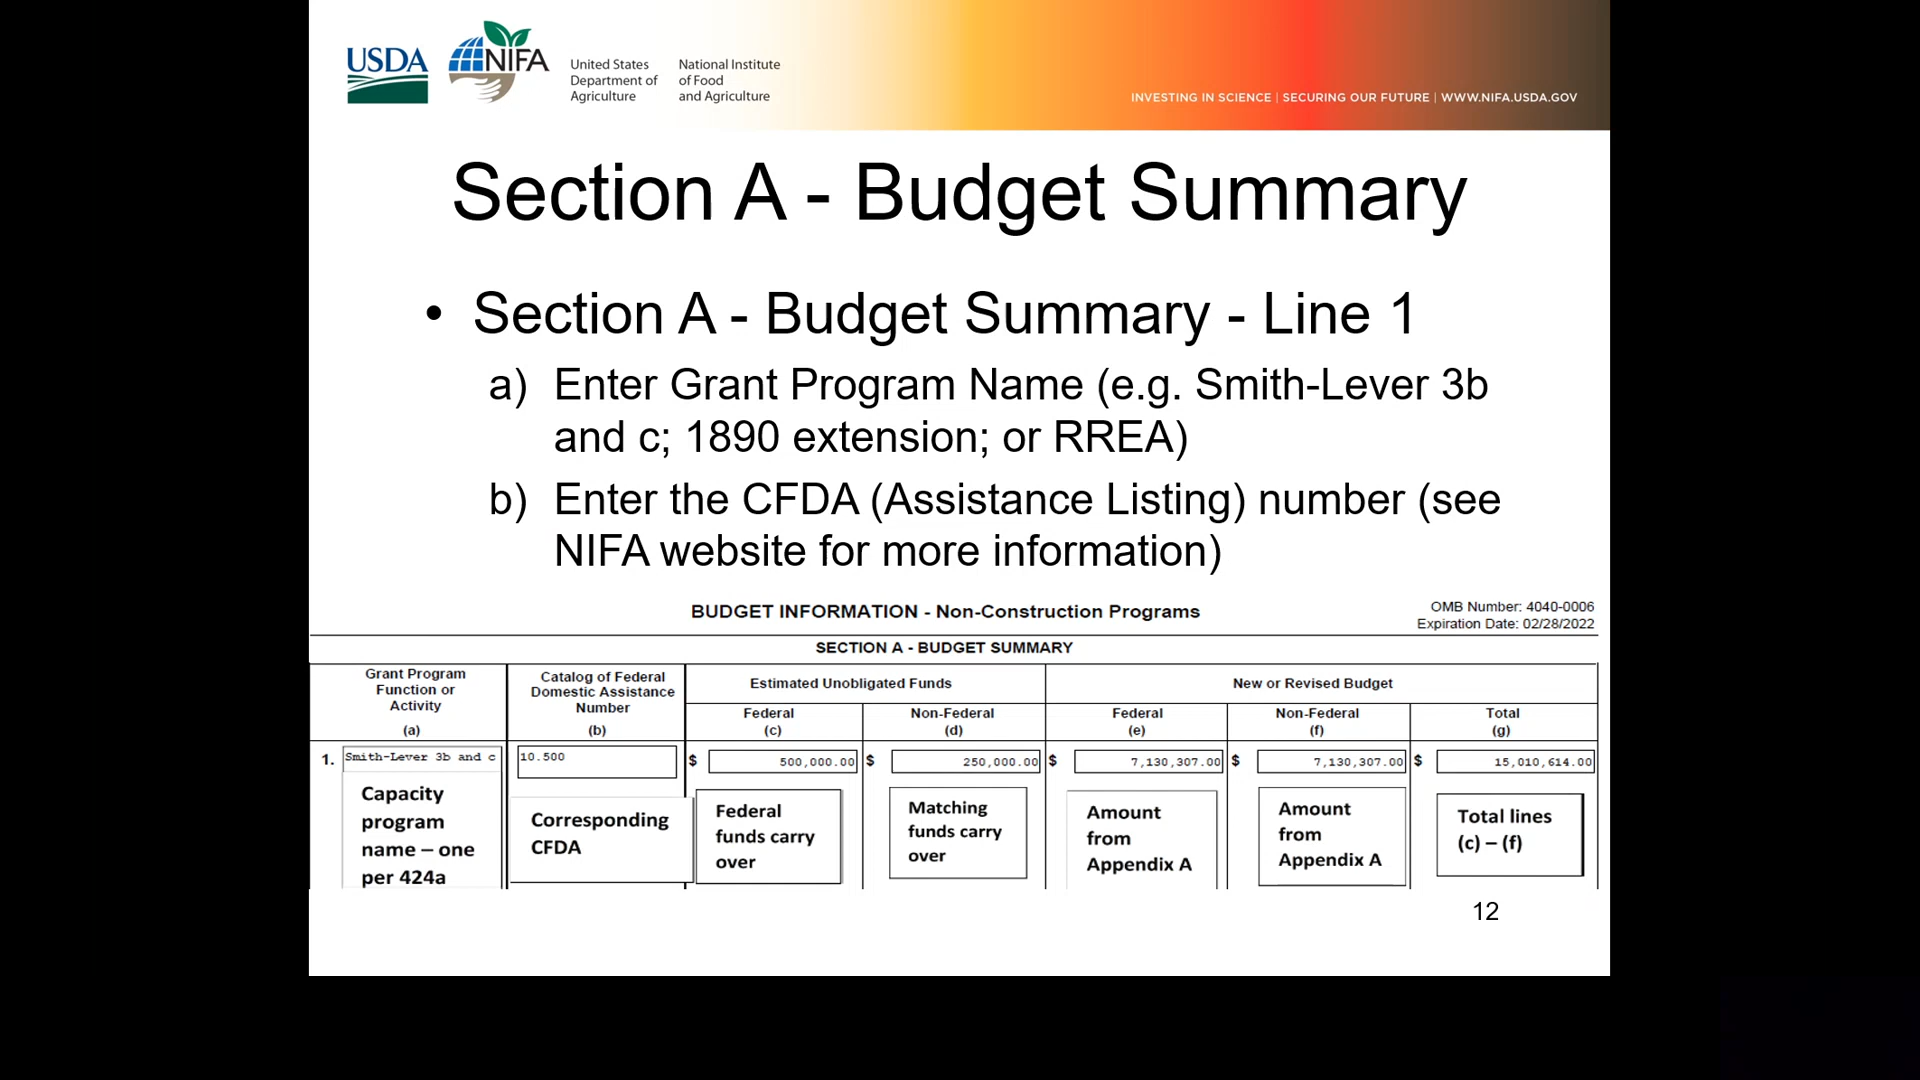 USDA
NIFA
United States
Department of
Agriculture
National Institute
of Food
and Agriculture
INVESTING IN SCIENCE | SECURING OUR FUTURE | WWW.NIFA.USDA.GOV
Section A - Budget Summary
• Section A - Budget Summary - Line 1
a) Enter Grant Program Name (e.g. Smith-Lever 3b
and c; 1890 extension; or RREA)
b) Enter the CFDA (Assistance Listing) number (see
NIFA website for more information)
BUDGET INFORMATION - Non-Construction Programs
OMB Number: 4040-0006
Expiration Date: 02/28/2022
SECTION A - BUDGET SUMMARY
Grant Program
Function or
Activity
(a)
Catalog of Federal
Domestic Assistance
Number
(b)
Estimated Unobligated Funds
New or Revised Budget
Federal
(c)
Non-Federal
(d)
Federal
(e)
Non-Federal
(f)
Total
(g)
1. Smith-Lever 3b and c 10.500 $ 500,000.00 $ 250,000.00 $ 7,130,307.00 $ 7,130,307.00 $ 15,010,614.00
Capacity
program
name – one
per 424a
Corresponding
CFDA
Federal
funds carry
over
Matching
funds carry
over
Amount
from
Appendix A
Amount
from
Appendix A
Total lines
(c) – (f)
12